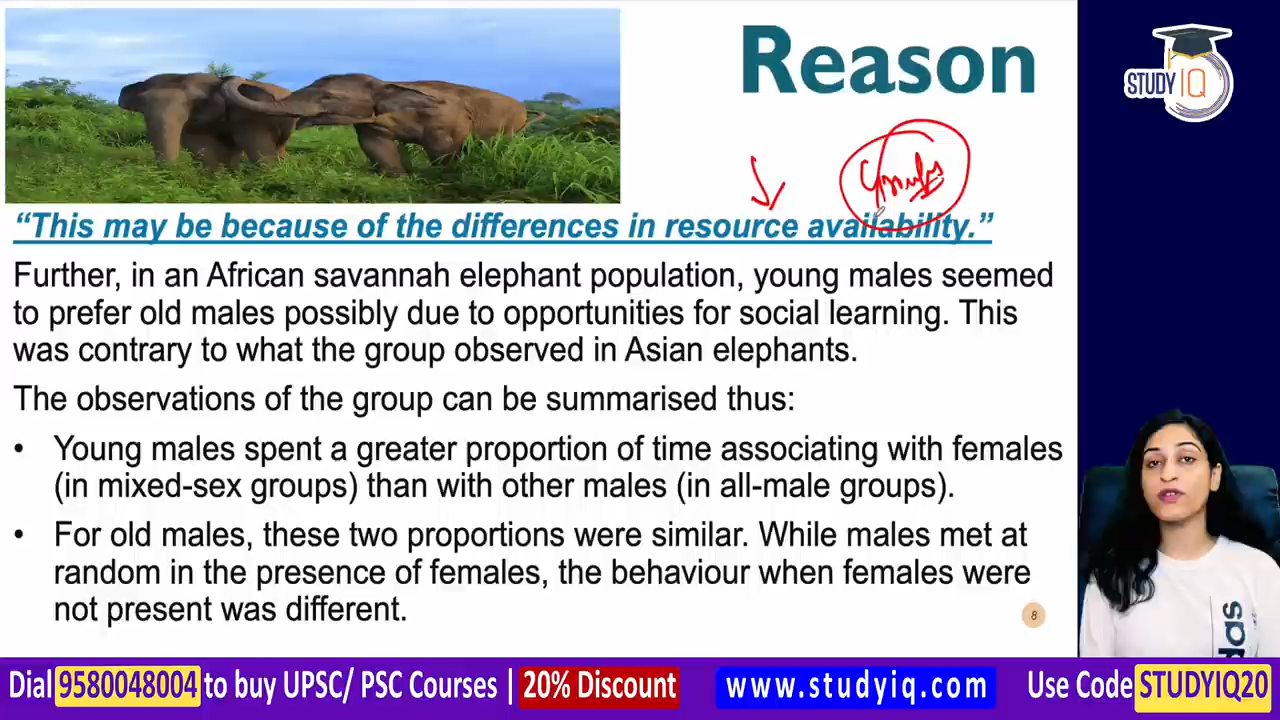 Reason
STUDY IQ
“This may be because of the differences in resource availability.”
Further, in an African savannah elephant population, young males seemed
to prefer old males possibly due to opportunities for social learning. This
was contrary to what the group observed in Asian elephants.
The observations of the group can be summarised thus:
• Young males spent a greater proportion of time associating with females
(in mixed-sex groups) than with other males (in all-male groups).
• For old males, these two proportions were similar. While males met at
random in the presence of females, the behaviour when females were
not present was different.
8
Dial 9580048004 to buy UPSC/ PSC Courses | 20% Discount www.studyiq.com Use Code STUDYIQ20